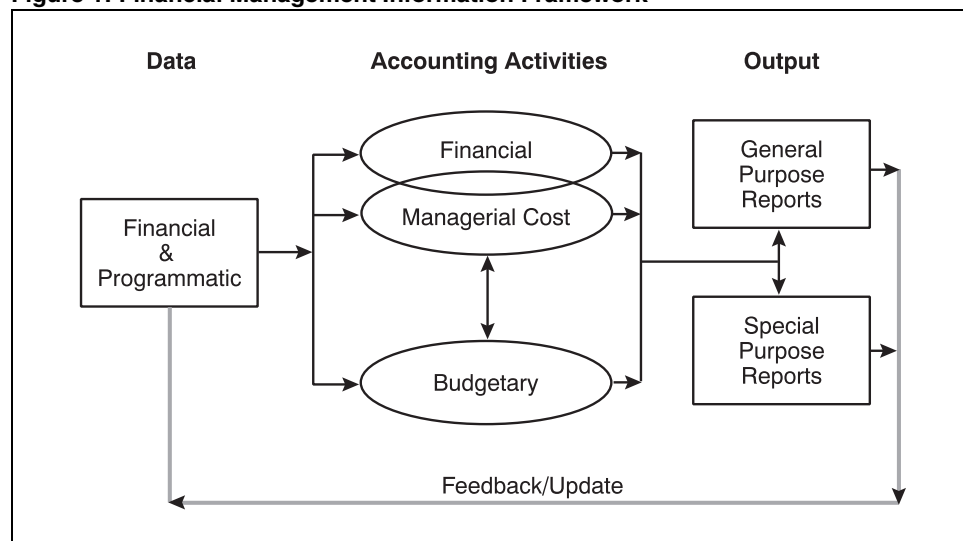 Figure 1: Financial Management Information Framework
Data
Accounting Activities
Output
Financial
&
Programmatic
Financial
Managerial Cost
Budgetary
General
Purpose
Reports
Special
Purpose
Reports
Feedback/Update